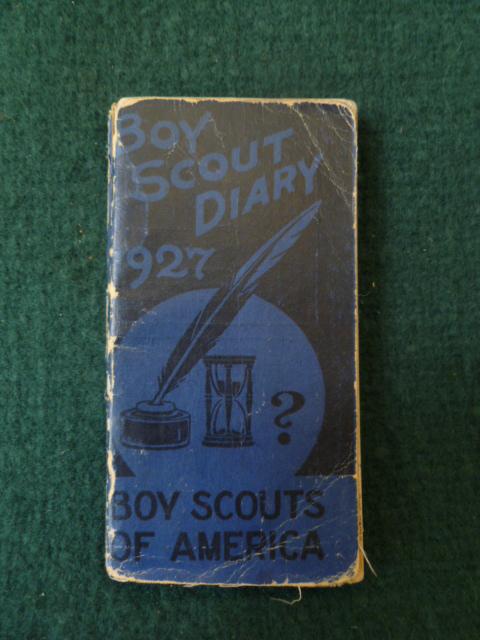 BOY
SCOUT
DIARY
1927
?
BOY SCOUTS
OF AMERICA